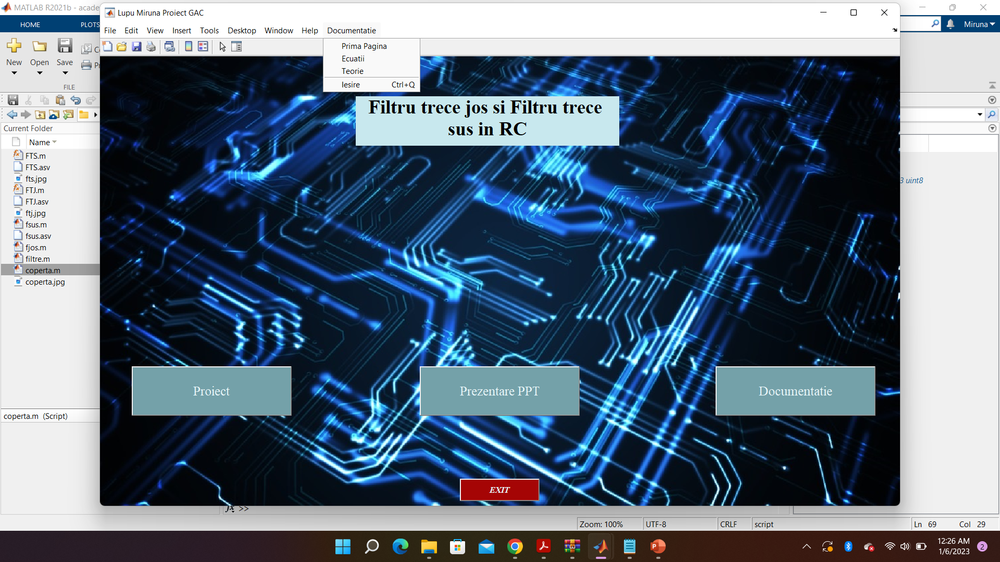 MATLAB R2021b - acade
Lupu Miruna Proiect GAC
HOME
PLOTS
Miruna
File Edit View Insert Tools Desktop Window Help Documentatie
Prima Pagina
Ecuatii
Teorie
Iesire Ctrl+Q
New
Open
Save
FILE
Filtru trece jos si Filtru trece
sus in RC
Current Folder
Name
FTS.m
FTS.asv
fts.jpg
FTJ.m
FTJ.asv
ftj.jpg
fsus.m
fsus.asv
fjos.m
filtre.m
coperta.m
coperta.jpg
3 uint8
Proiect
Prezentare PPT
Documentatie
coperta.m (Script)
EXIT
fx >>
Zoom: 100%
UTF-8
CRLF
script
Ln 69
Col 29
12:26 AM
1/6/2023
2